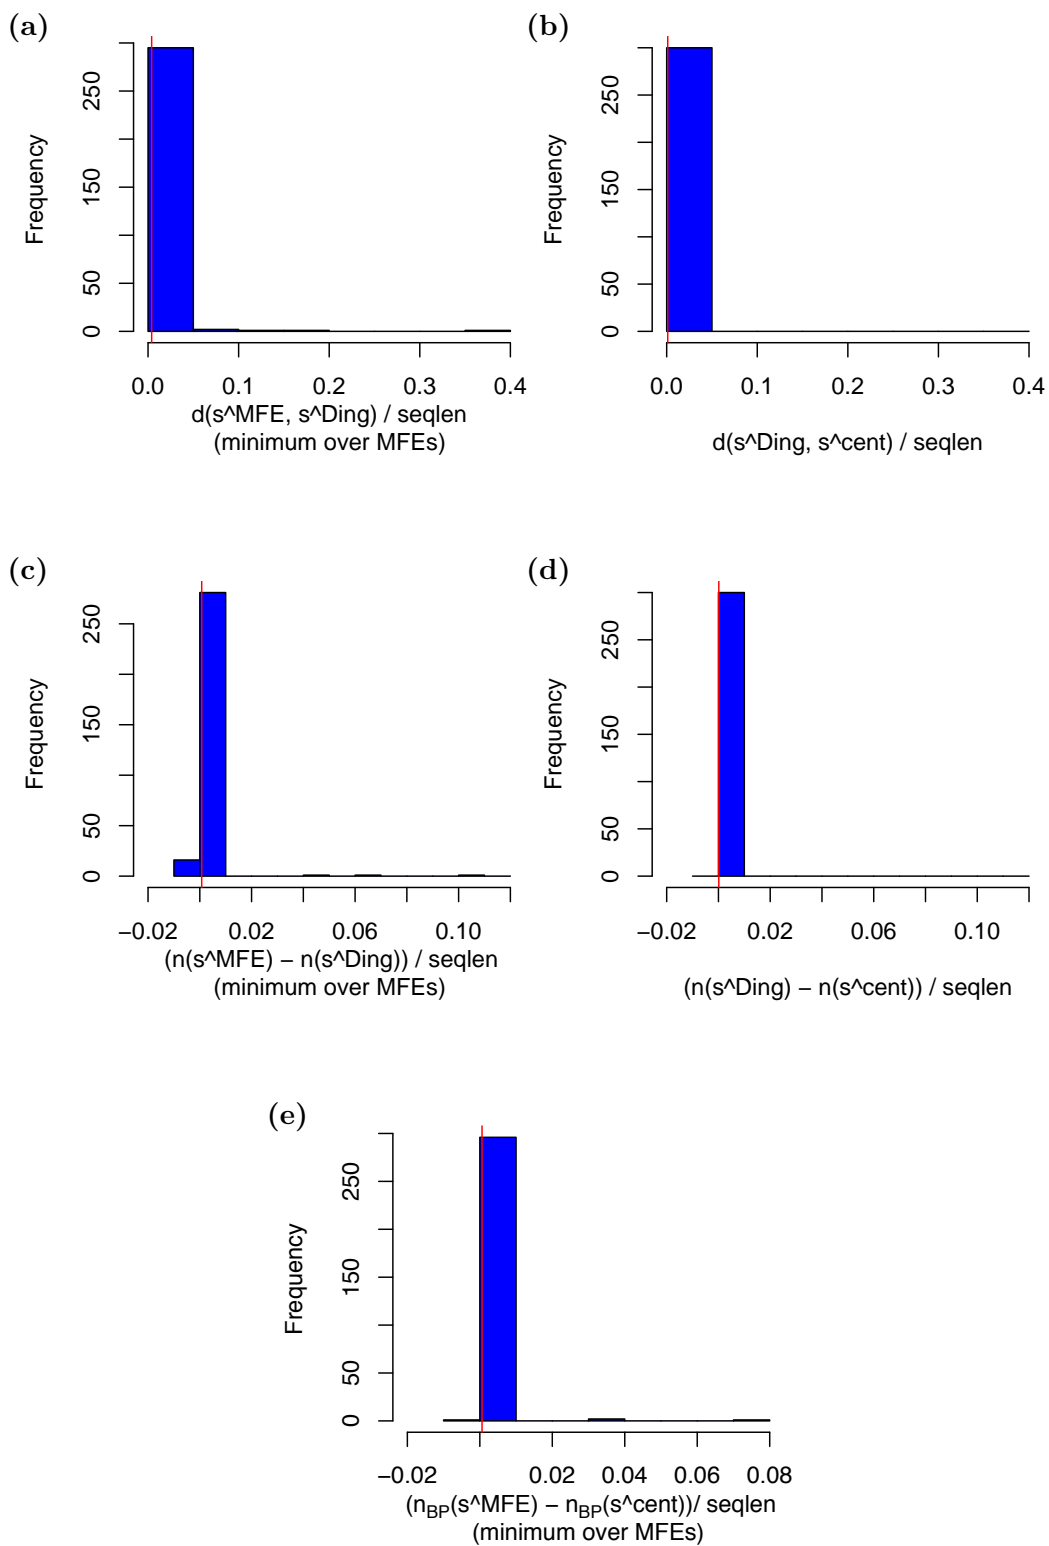 (a)
Frequency
0 50 150 250
0.0 0.1 0.2 0.3 0.4
d(s^MFE, s^Ding) / seqlen
(minimum over MFEs)
(b)
Frequency
0 50 150 250
0.0 0.1 0.2 0.3 0.4
d(s^Ding, s^cent) / seqlen
(c)
Frequency
0 50 150 250
−0.02 0.02 0.06 0.10
(n(s^MFE) − n(s^Ding)) / seqlen
(minimum over MFEs)
(d)
Frequency
0 50 150 250
−0.02 0.02 0.06 0.10
(n(s^Ding) − n(s^cent)) / seqlen
(e)
Frequency
0 50 150 250
−0.02 0.02 0.04 0.06 0.08
(nBP(s^MFE) − nBP(s^cent))/ seqlen
(minimum over MFEs)